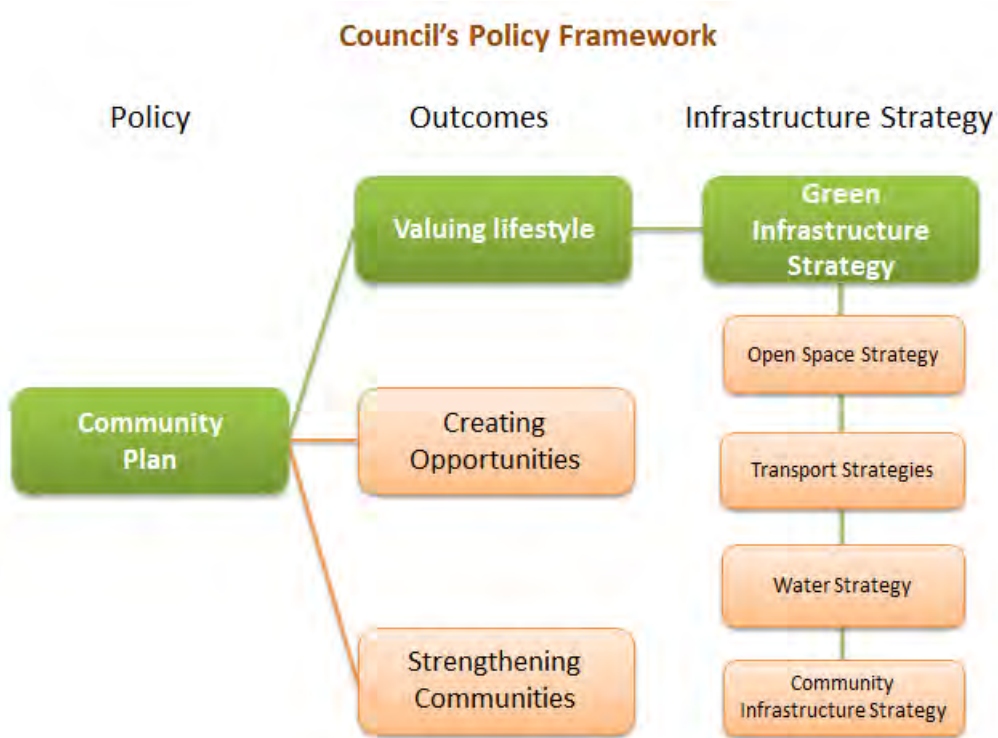 Council's Policy Framework
Policy
Outcomes
Infrastructure Strategy
Community
Plan
Valuing lifestyle
Creating
Opportunities
Strengthening
Communities
Green
Infrastructure
Strategy
Open Space Strategy
Transport Strategies
Water Strategy
Community
Infrastructure Strategy